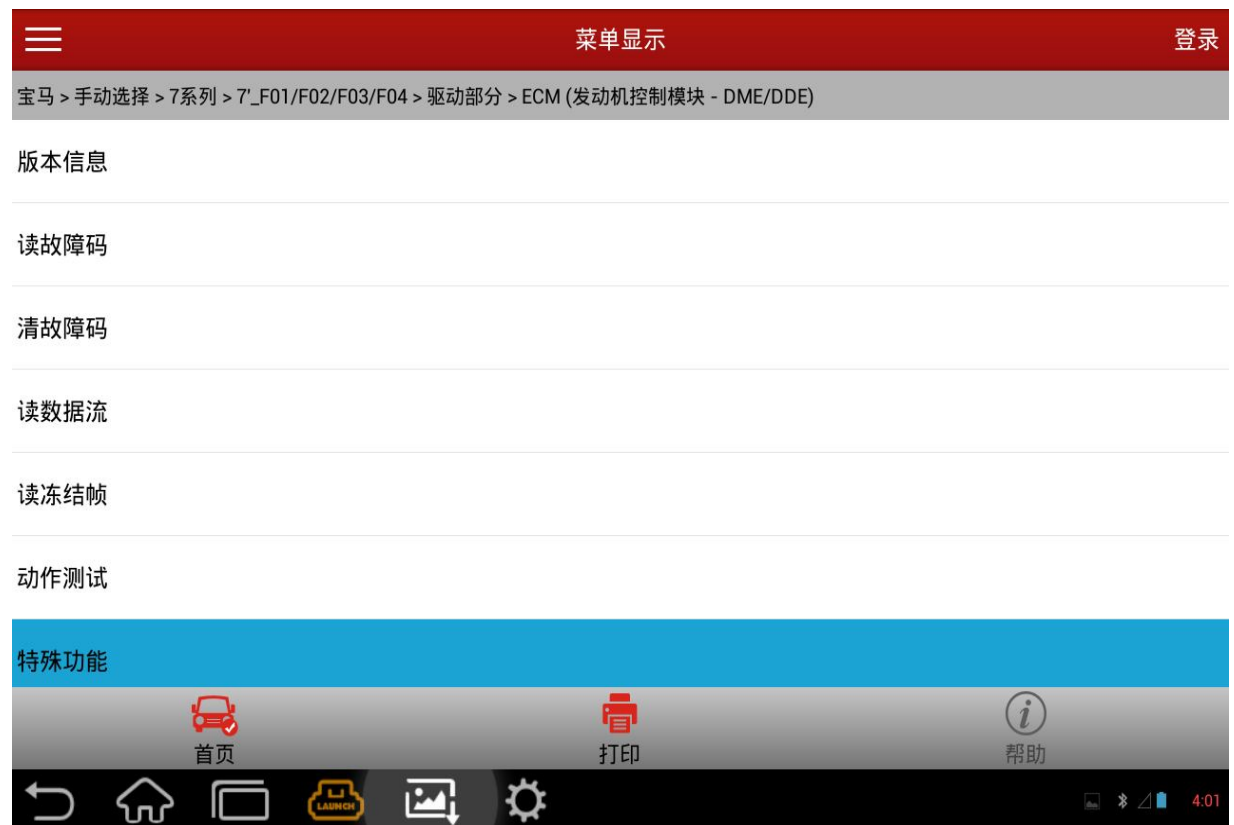 菜单显示
登录
宝马 > 手动选择 > 7系列 > 7'_F01/F02/F03/F04 > 驱动部分 > ECM (发动机控制模块 - DME/DDE)
版本信息
读故障码
清故障码
读数据流
读冻结帧
动作测试
特殊功能
首页
打印
帮助
LAUNCH
4:01